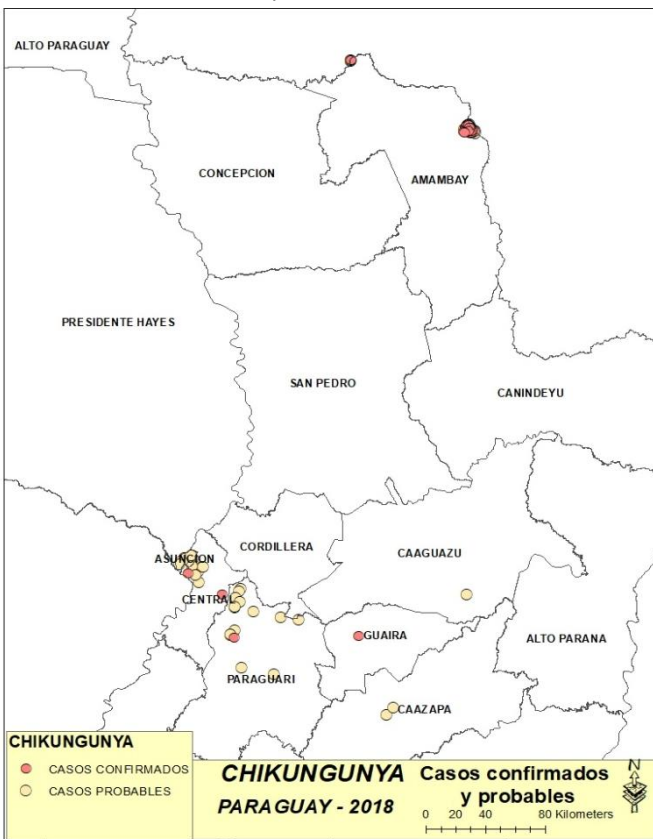 ALTO PARAGUAY
CONCEPCION
AMAMBAY
PRESIDENTE HAYES
SAN PEDRO
CANINDEYU
ASUNCION
CORDILLERA
CAAGUAZU
CENTRAL
GUAIRA
ALTO PARANA
PARAGUARI
CAAZAPA
CHIKUNGUNYA
CASOS CONFIRMADOS
CASOS PROBABLES
CHIKUNGUNYA
PARAGUAY - 2018
Casos confirmados
y probables
0 20 40 80 Kilometers
N